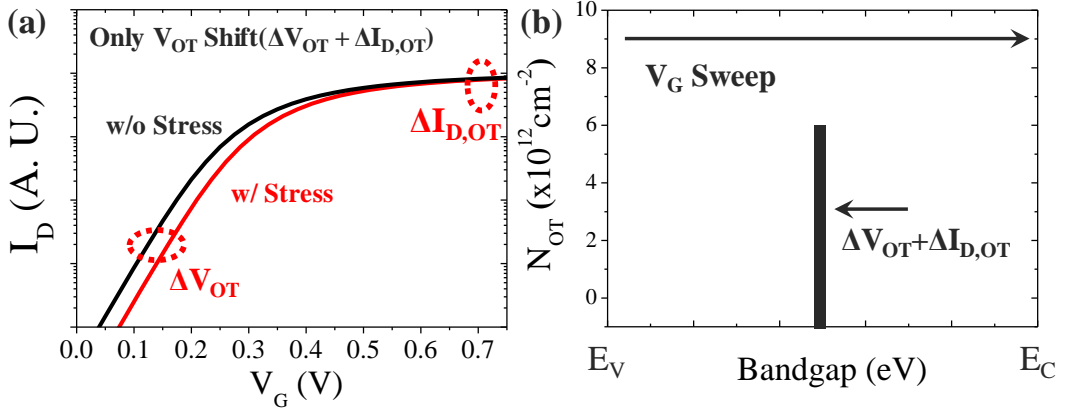 (a)
Only V_OT Shift(ΔV_OT + ΔI_D,OT)
w/o Stress
ΔI_D,OT
w/ Stress
ΔV_OT
I_D (A. U.)
0.0 0.1 0.2 0.3 0.4 0.5 0.6 0.7
V_G (V)
(b)
10
8
6
4
2
0
N_OT (x10^12 cm^-2)
V_G Sweep
ΔV_OT+ΔI_D,OT
E_V
Bandgap (eV)
E_C